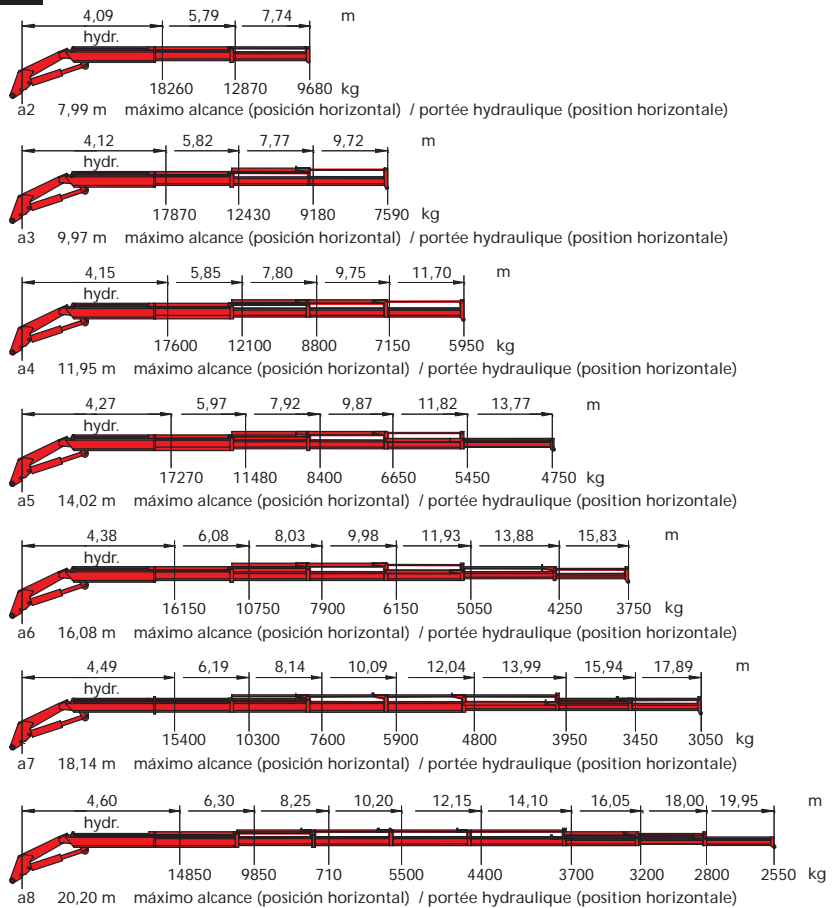 4,09 5,79 7,74 m
hydr.
18260 12870 9680 kg
a2 7,99 m máximo alcance (posición horizontal) / portée hydraulique (position horizontale)
4,12 5,82 7,77 9,72 m
hydr.
17870 12430 9180 7590 kg
a3 9,97 m máximo alcance (posición horizontal) / portée hydraulique (position horizontale)
4,15 5,85 7,80 9,75 11,70 m
hydr.
17600 12100 8800 7150 5950 kg
a4 11,95 m máximo alcance (posición horizontal) / portée hydraulique (position horizontale)
4,27 5,97 7,92 9,87 11,82 13,77 m
hydr.
17270 11480 8400 6650 5450 4750 kg
a5 14,02 m máximo alcance (posición horizontal) / portée hydraulique (position horizontale)
4,38 6,08 8,03 9,98 11,93 13,88 15,83 m
hydr.
16150 10750 7900 6150 5050 4250 3750 kg
a6 16,08 m máximo alcance (posición horizontal) / portée hydraulique (position horizontale)
4,49 6,19 8,14 10,09 12,04 13,99 15,94 17,89 m
hydr.
15400 10300 7600 5900 4800 3950 3450 3050 kg
a7 18,14 m máximo alcance (posición horizontal) / portée hydraulique (position horizontale)
4,60 6,30 8,25 10,20 12,15 14,10 16,05 18,00 19,95 m
hydr.
14850 9850 710 5500 4400 3700 3200 2800 2550 kg
a8 20,20 m máximo alcance (posición horizontal) / portée hydraulique (position horizontale)